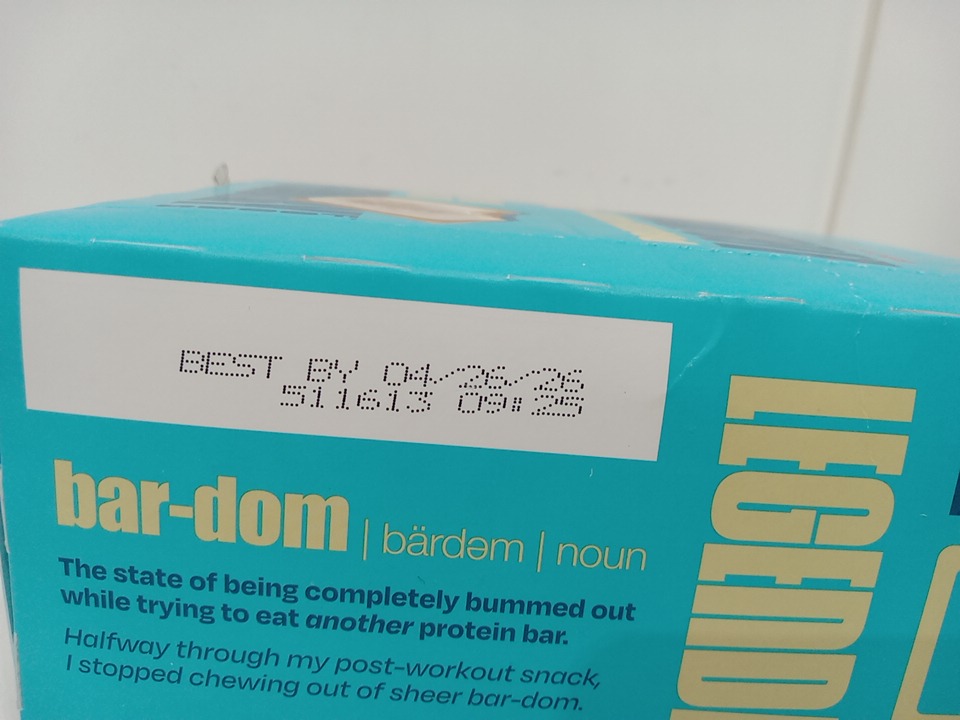 BEST BY 04/26/26
511613 09:25
bar-dom | bärdəm | noun
The state of being completely bummed out
while trying to eat another protein bar.
Halfway through my post-workout snack,
I stopped chewing out of sheer bar-dom.